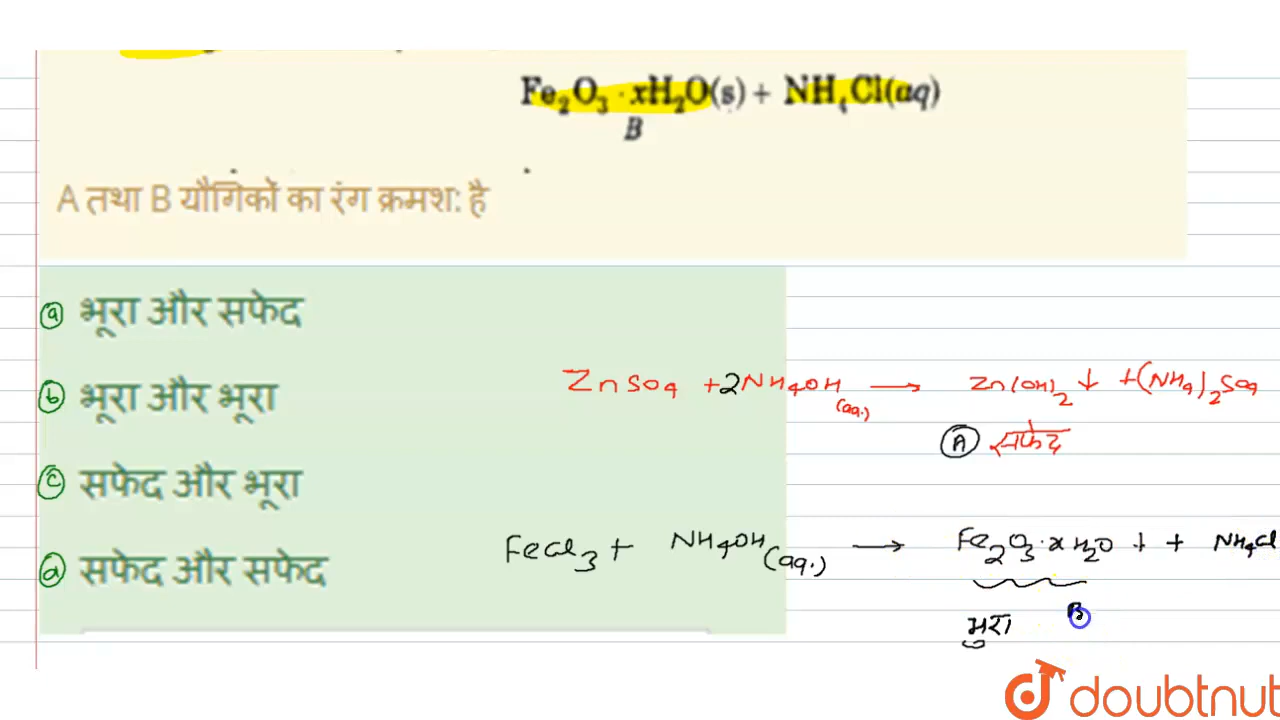 Fe₂O₃ · xH₂O(s) + NH₄Cl(aq)
B
A तथा B यौगिकों का रंग क्रमश: है
ⓐ भूरा और सफेद
ⓑ भूरा और भूरा
ⓒ सफेद और भूरा
ⓓ सफेद और सफेद
ZnSO₄ + 2NH₄OH (aq.) → Zn(OH)₂ ↓ + (NH₄)₂SO₄
Ⓐ सफेद
FeCl₃ + NH₄OH (aq.) → Fe₂O₃·xH₂O ↓ + NH₄Cl
भुरा B
doubtnut